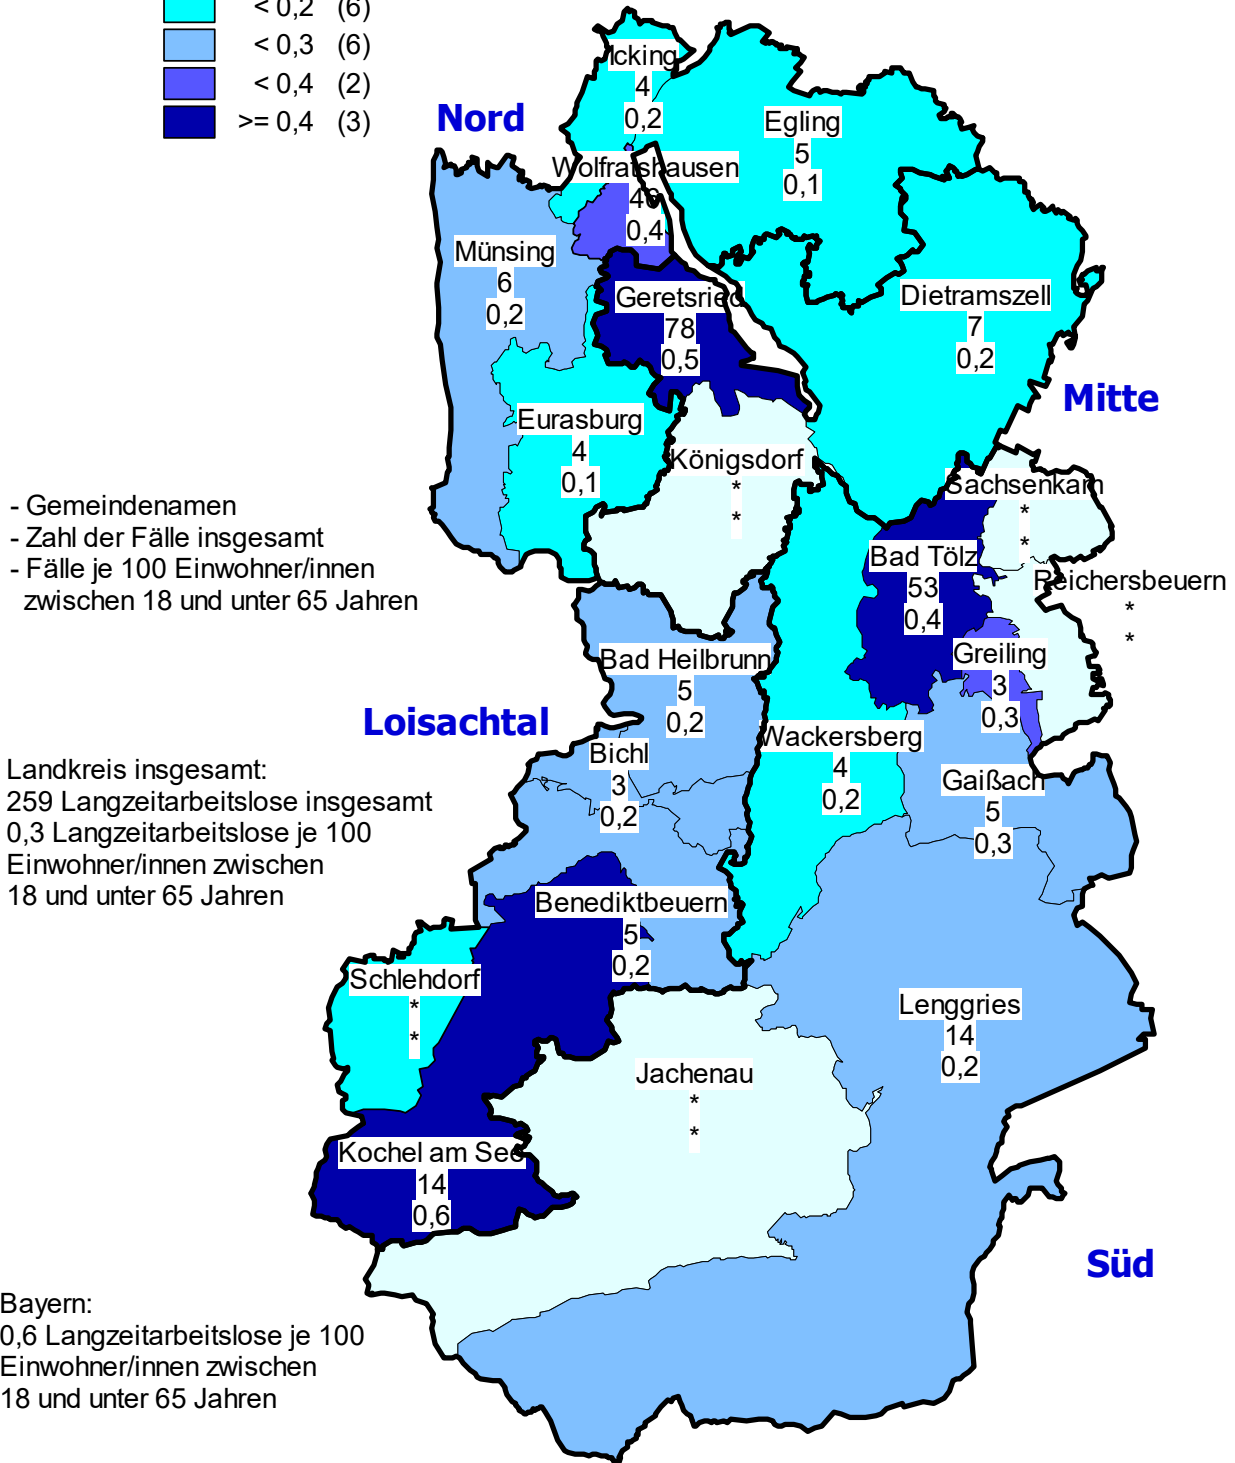 < 0,2 (6)
< 0,3 (6)
< 0,4 (2)
>= 0,4 (3)
Nord
Icking
4
0,2
Egling
5
0,1
Wolfratshausen
0,4
Münsing
6
0,2
Geretsried
78
0,5
Dietramszell
7
0,2
Mitte
Eurasburg
4
0,1
Königsdorf
*
*
Sachsenkam
*
*
- Gemeindenamen
- Zahl der Fälle insgesamt
- Fälle je 100 Einwohner/innen
zwischen 18 und unter 65 Jahren
Bad Tölz
53
0,4
Reichersbeuern
*
*
Greiling
3
0,3
Bad Heilbrunn
5
0,2
Loisachtal
Wackersberg
4
0,2
Bichl
3
0,2
Gaißach
5
0,3
Landkreis insgesamt:
259 Langzeitarbeitslose insgesamt
0,3 Langzeitarbeitslose je 100
Einwohner/innen zwischen
18 und unter 65 Jahren
Benediktbeuern
5
0,2
Schlehdorf
*
*
Lenggries
14
0,2
Jachenau
*
*
Kochel am See
14
0,6
Süd
Bayern:
0,6 Langzeitarbeitslose je 100
Einwohner/innen zwischen
18 und unter 65 Jahren